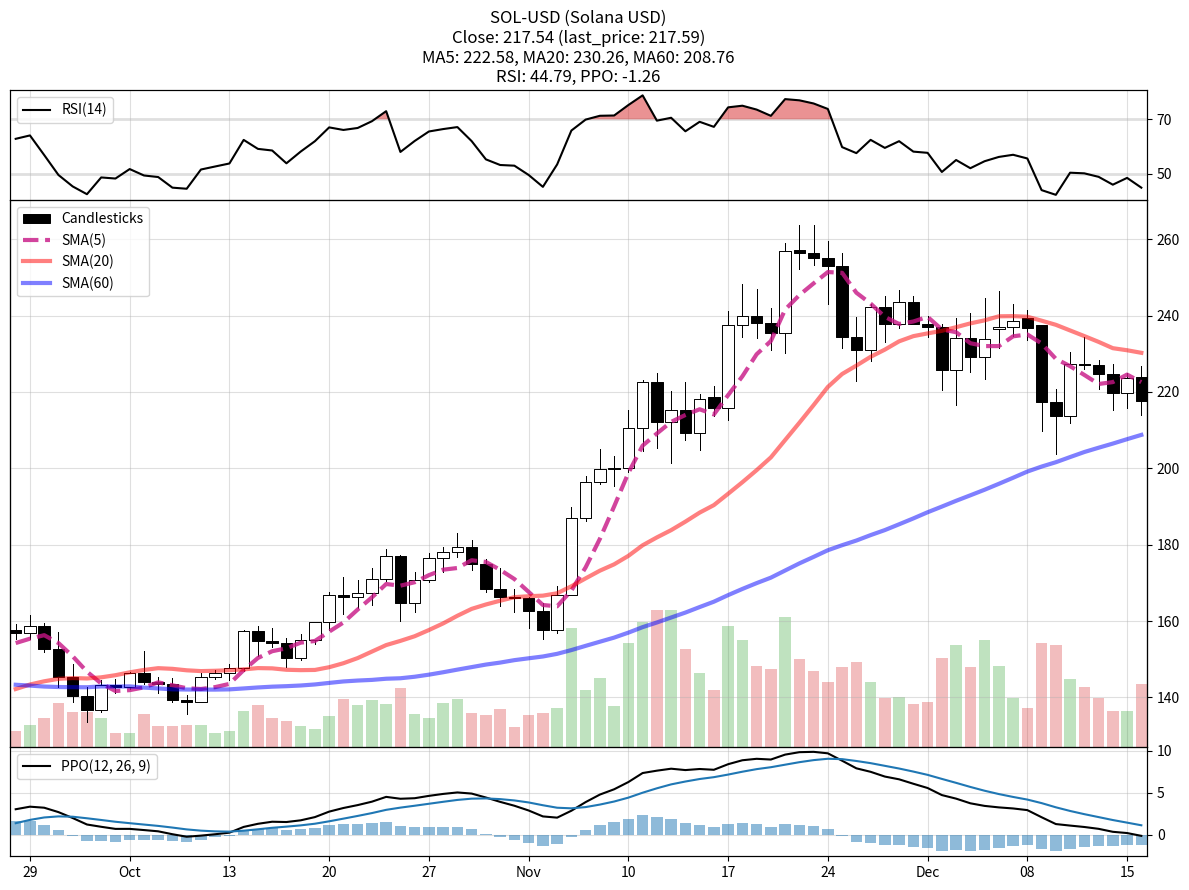 SOL-USD (Solana USD)
Close: 217.54 (last_price: 217.59)
MA5: 222.58, MA20: 230.26, MA60: 208.76
RSI: 44.79, PPO: -1.26
RSI(14)
70
50
Candlesticks
SMA(5)
SMA(20)
SMA(60)
260
240
220
200
180
160
140
PPO(12, 26, 9)
10
5
0
29
Oct
13
20
27
Nov
10
17
24
Dec
08
15